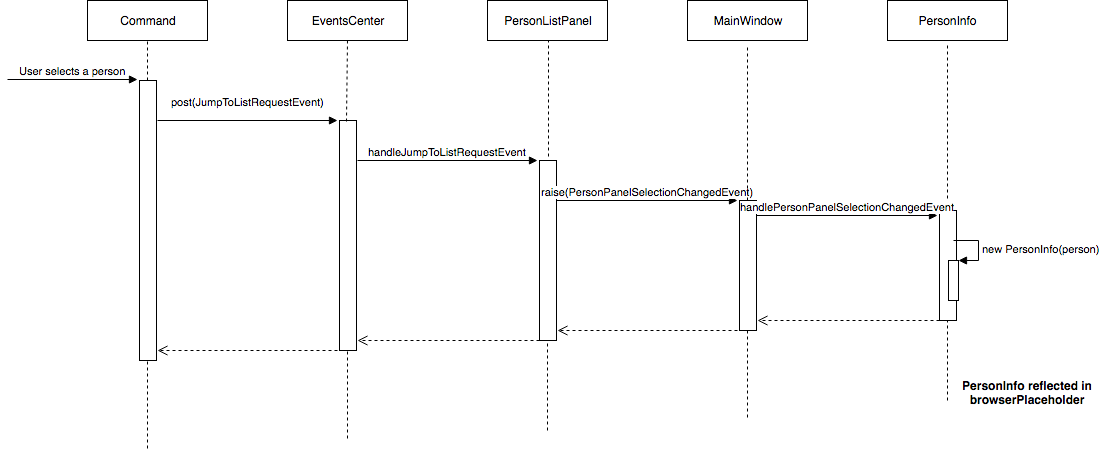 Command
EventsCenter
PersonListPanel
MainWindow
PersonInfo
User selects a person
post(JumpToListRequestEvent)
handleJumpToListRequestEvent
raise(PersonPanelSelectionChangedEvent)
handlePersonPanelSelectionChangedEvent
new PersonInfo(person)
PersonInfo reflected in
browserPlaceholder